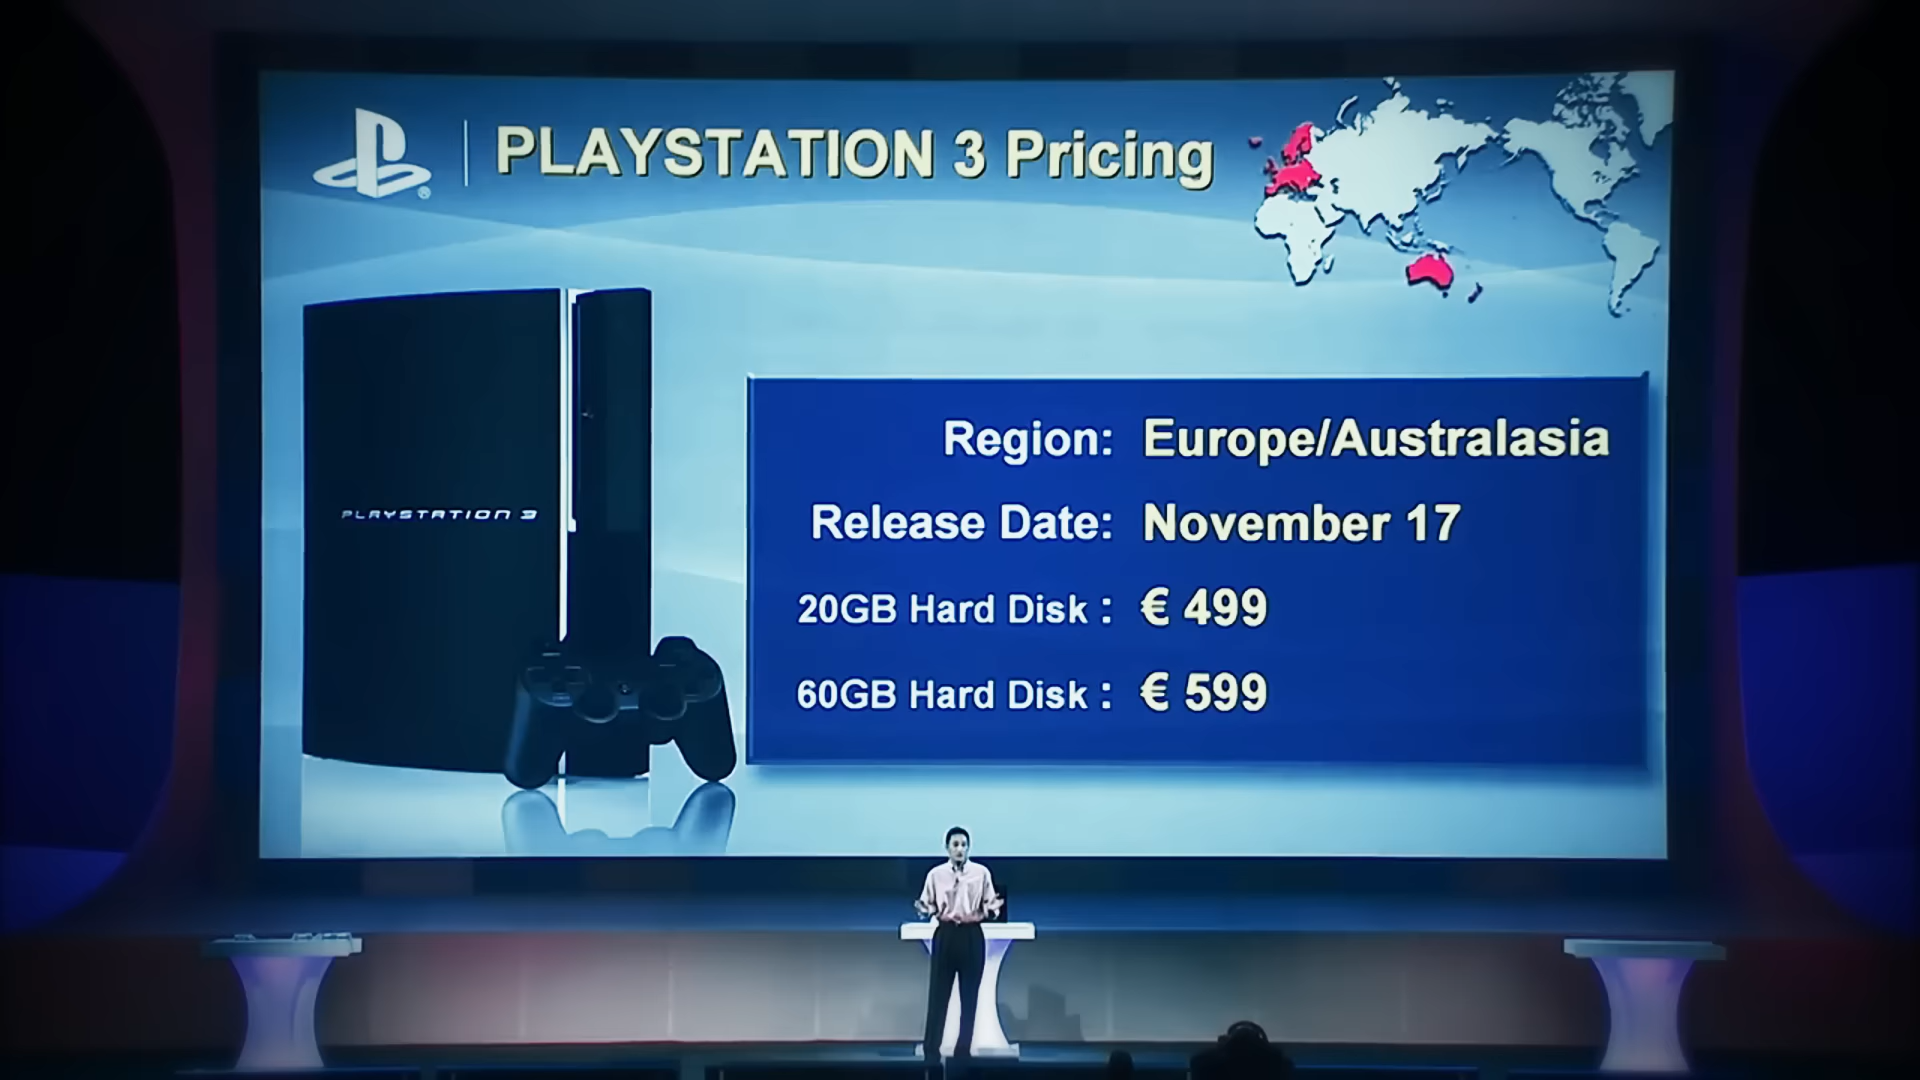 PLAYSTATION 3 Pricing
PLAYSTATION 3
Region: Europe/Australasia
Release Date: November 17
20GB Hard Disk : € 499
60GB Hard Disk : € 599